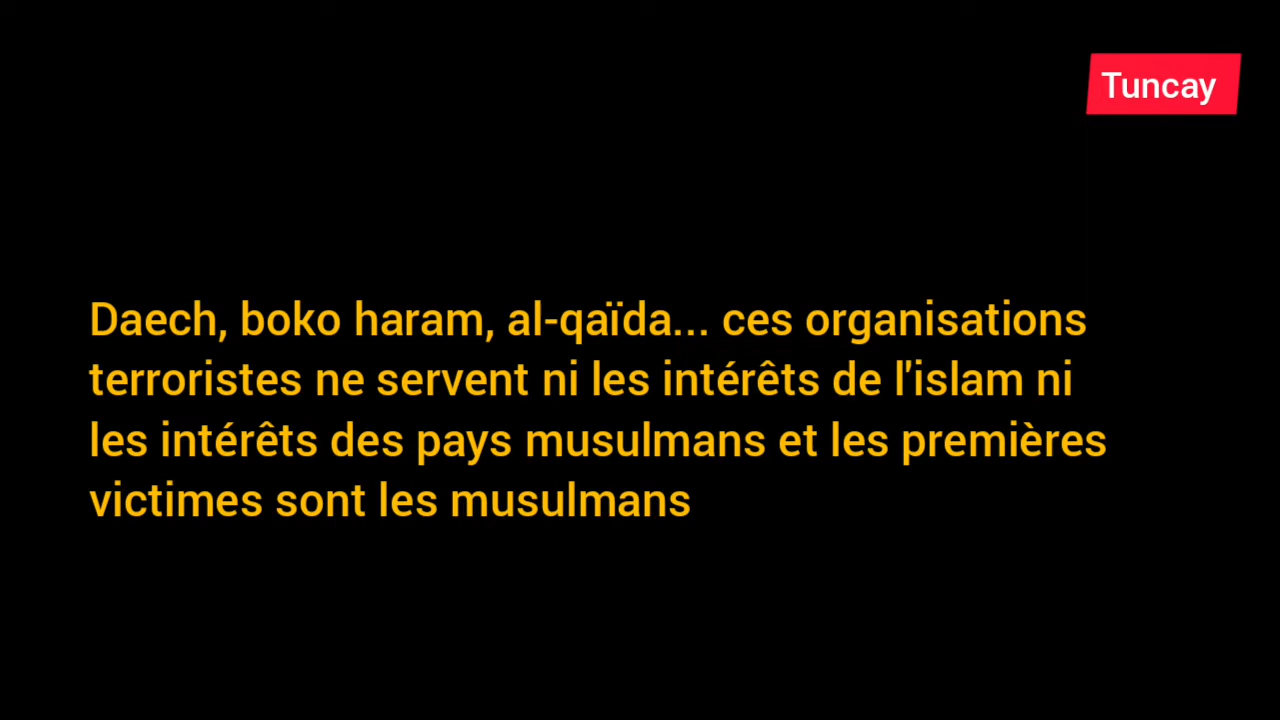 Tuncay
Daech, boko haram, al-qaïda... ces organisations
terroristes ne servent ni les intérêts de l'islam ni
les intérêts des pays musulmans et les premières
victimes sont les musulmans